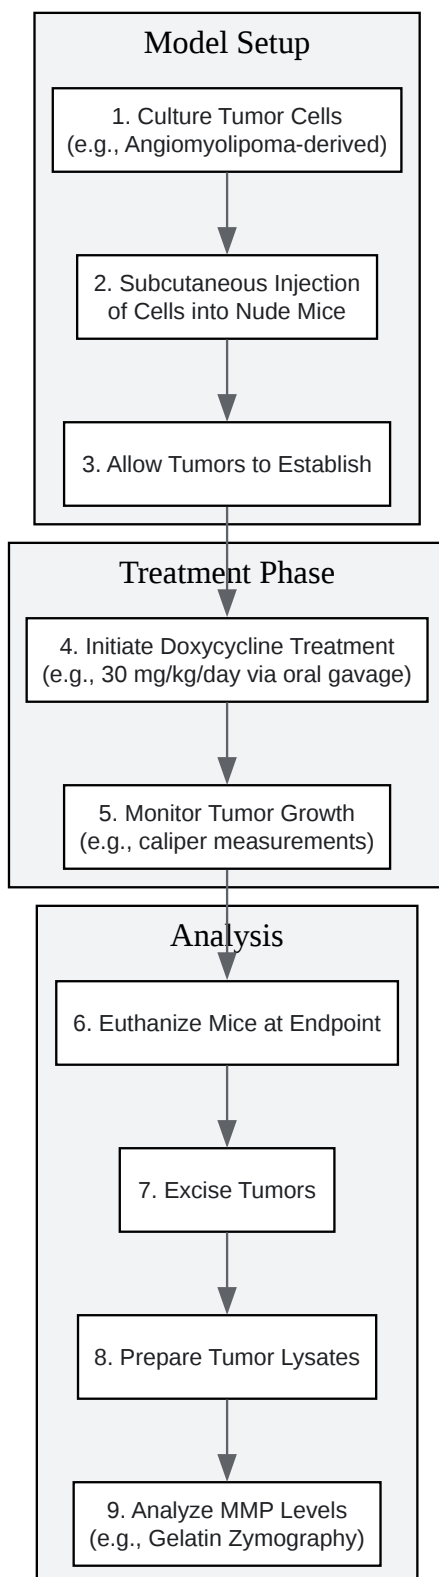 Model Setup
1. Culture Tumor Cells
(e.g., Angiomyolipoma-derived)
2. Subcutaneous Injection
of Cells into Nude Mice
3. Allow Tumors to Establish
Treatment Phase
4. Initiate Doxycycline Treatment
(e.g., 30 mg/kg/day via oral gavage)
5. Monitor Tumor Growth
(e.g., caliper measurements)
Analysis
6. Euthanize Mice at Endpoint
7. Excise Tumors
8. Prepare Tumor Lysates
9. Analyze MMP Levels
(e.g., Gelatin Zymography)